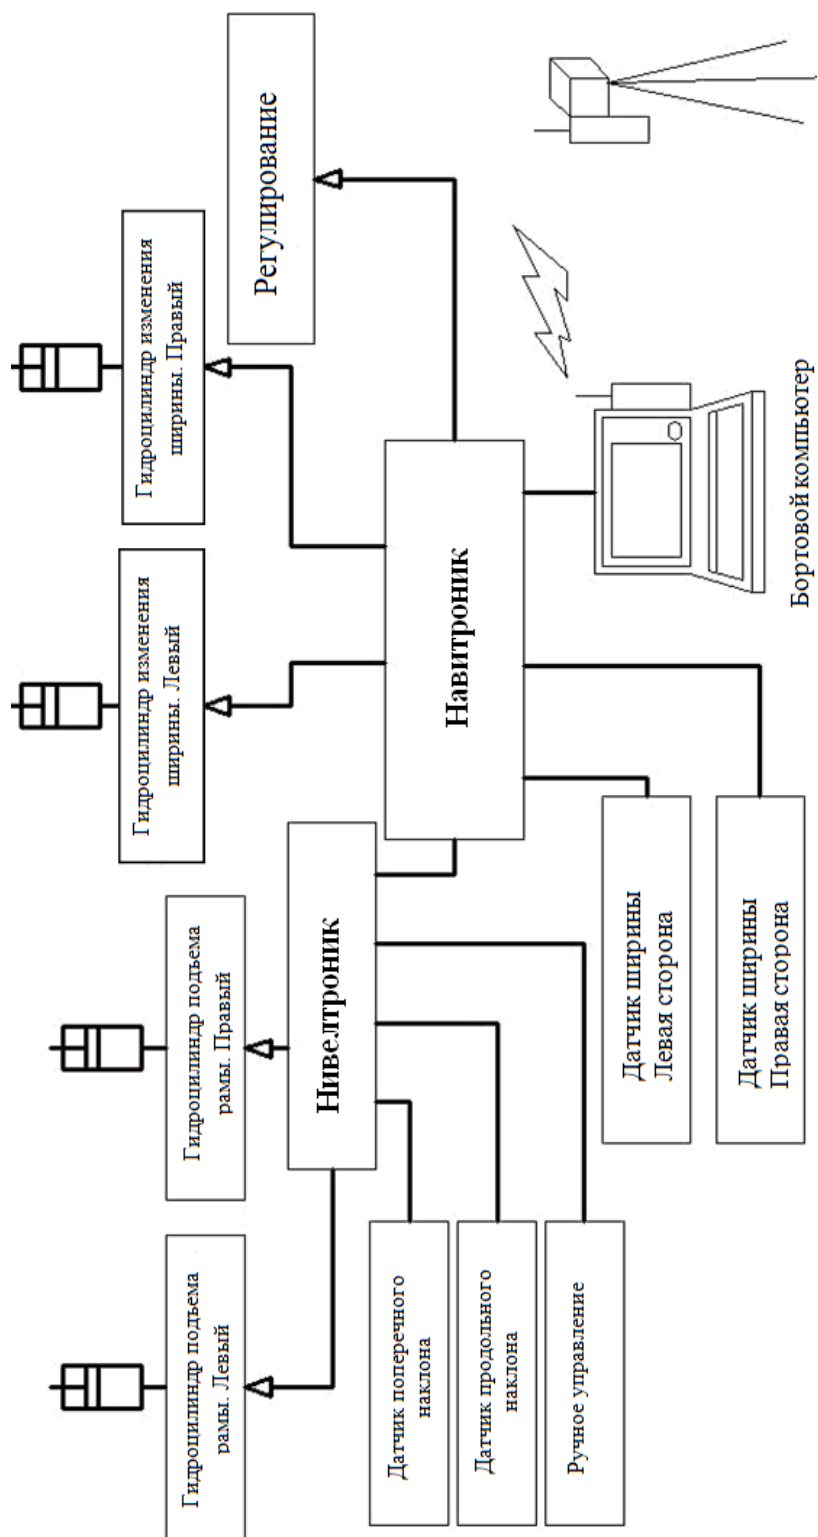 Гидроцилиндр подъема
рамы. Левый
Гидроцилиндр подъема
рамы. Правый
Гидроцилиндр изменения
ширины. Левый
Гидроцилиндр изменения
ширины. Правый
Регулирование
Нивелтроник
Навитроник
Датчик поперечного
наклона
Датчик продольного
наклона
Ручное управление
Датчик ширины
Левая сторона
Датчик ширины
Правая сторона
Бортовой компьютер